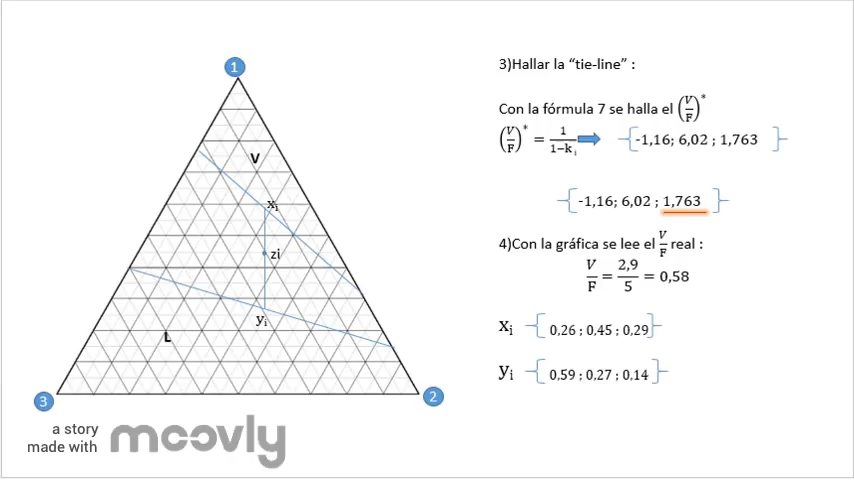 1
V
xᵢ
zi
yᵢ
L
3
2
a story
made with moovly
3)Hallar la “tie-line” :
Con la fórmula 7 se halla el (V/F)*
(V/F)* = 1/(1−kᵢ) {-1,16; 6,02 ; 1,763}
{-1,16; 6,02 ; 1,763}
4)Con la gráfica se lee el V/F real :
V/F = 2,9/5 = 0,58
xᵢ {0,26 ; 0,45 ; 0,29}
yᵢ {0,59 ; 0,27 ; 0,14}